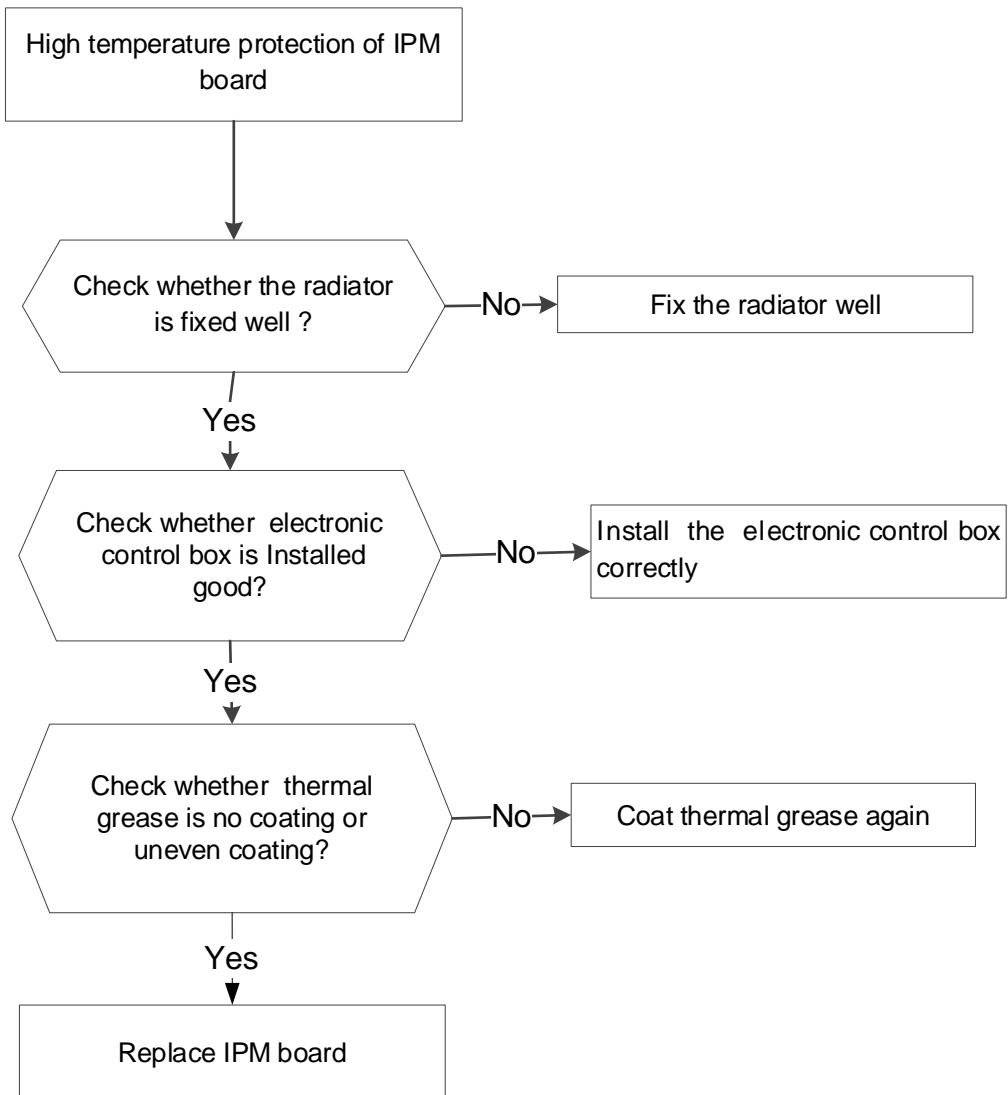 High temperature protection of IPM
board
Check whether the radiator
is fixed well ?
No
Fix the radiator well
Yes
Check whether electronic
control box is Installed
good?
No
Install the electronic control box
correctly
Yes
Check whether thermal
grease is no coating or
uneven coating?
No
Coat thermal grease again
Yes
Replace IPM board